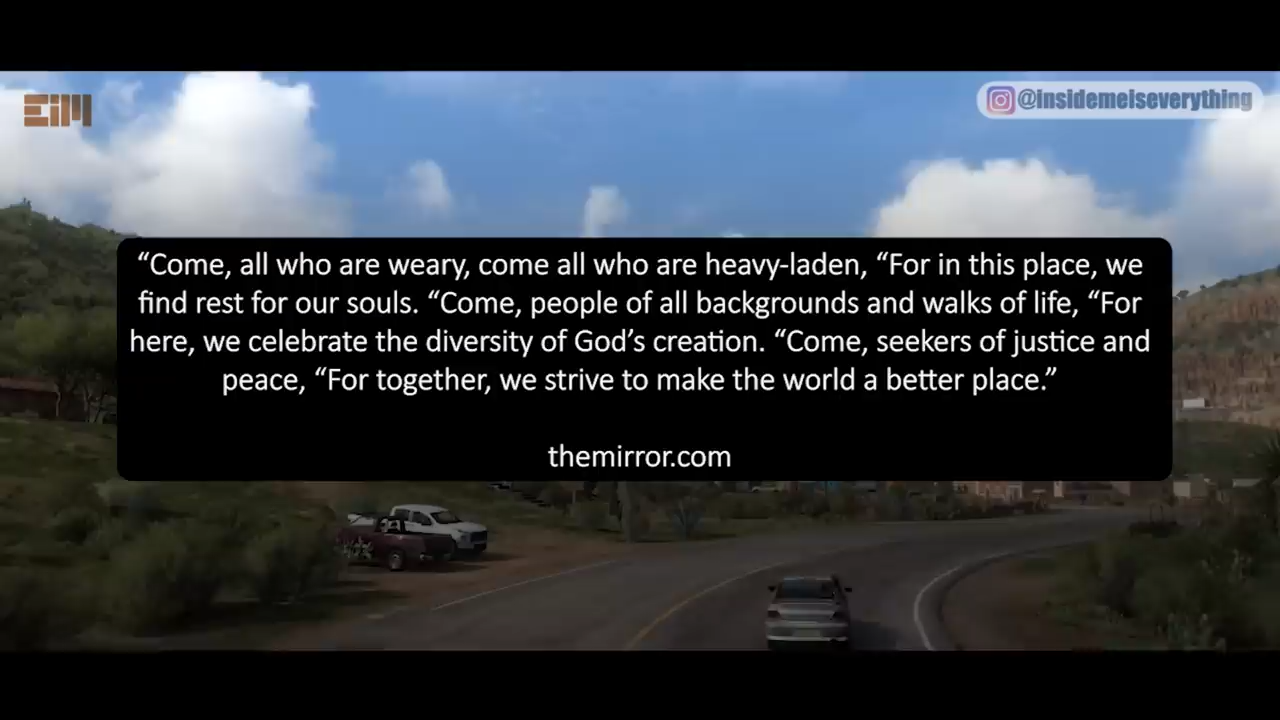 EiM
@insidemeiseverything
“Come, all who are weary, come all who are heavy-laden, “For in this place, we
find rest for our souls. “Come, people of all backgrounds and walks of life, “For
here, we celebrate the diversity of God’s creation. “Come, seekers of justice and
peace, “For together, we strive to make the world a better place.”
themirror.com